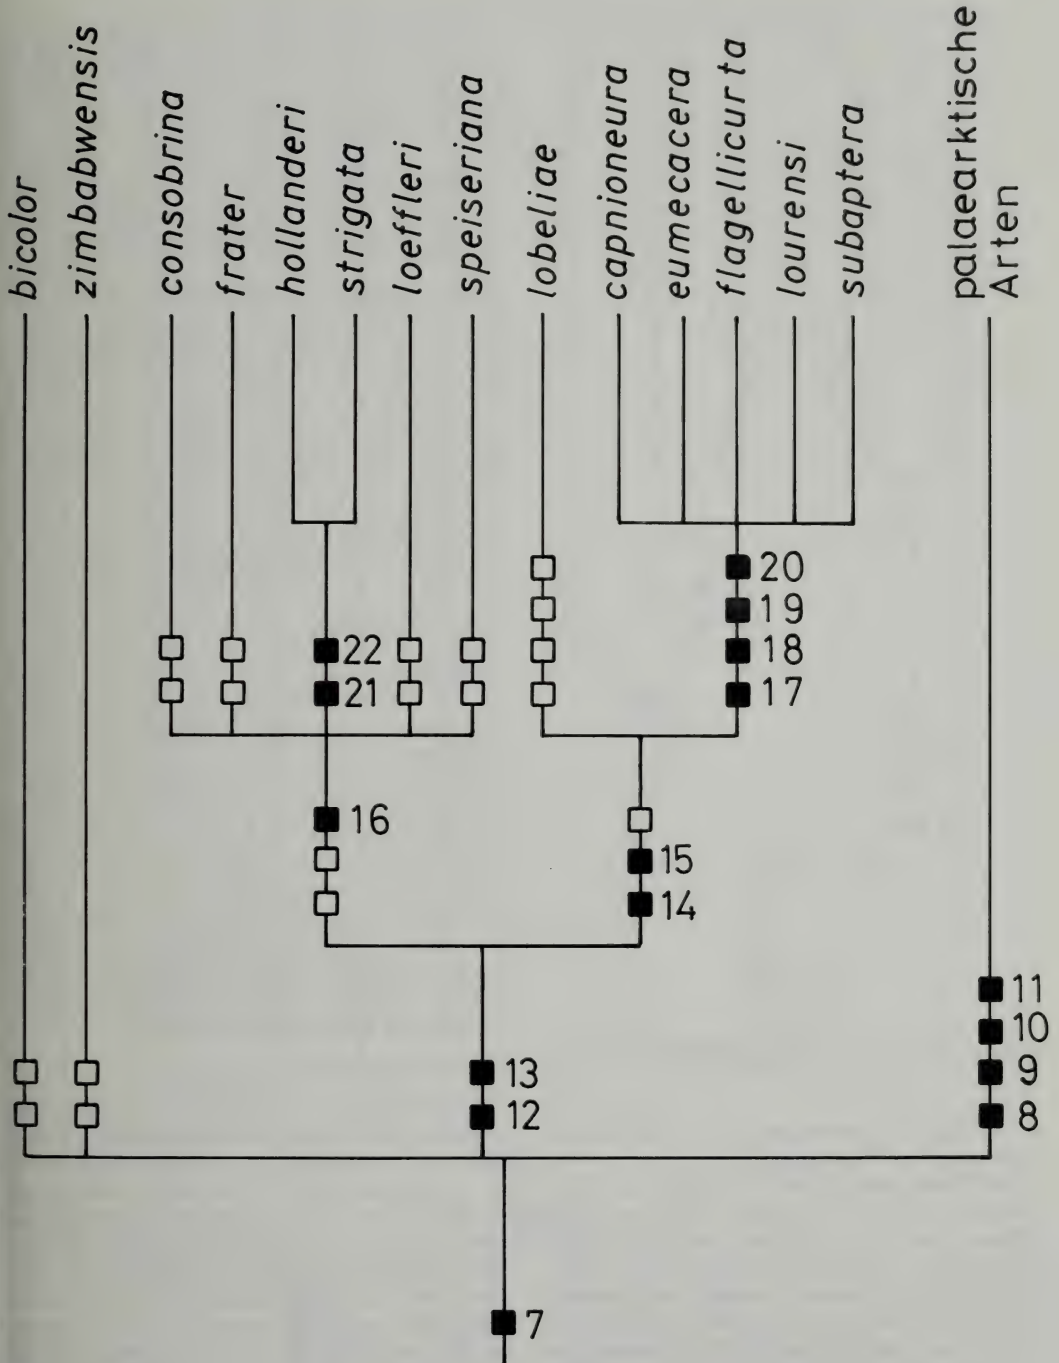 bicolor
zimbabwensis
consobrina
frater
hollanderi
strigata
loeffleri
speiseriana
lobeliae
capnioneura
eumecacera
flagellicurta
lourensi
subaptera
palaearktische
Arten
20
19
22 18
21 17
16
15
14
11
10
13 9
12 8
7